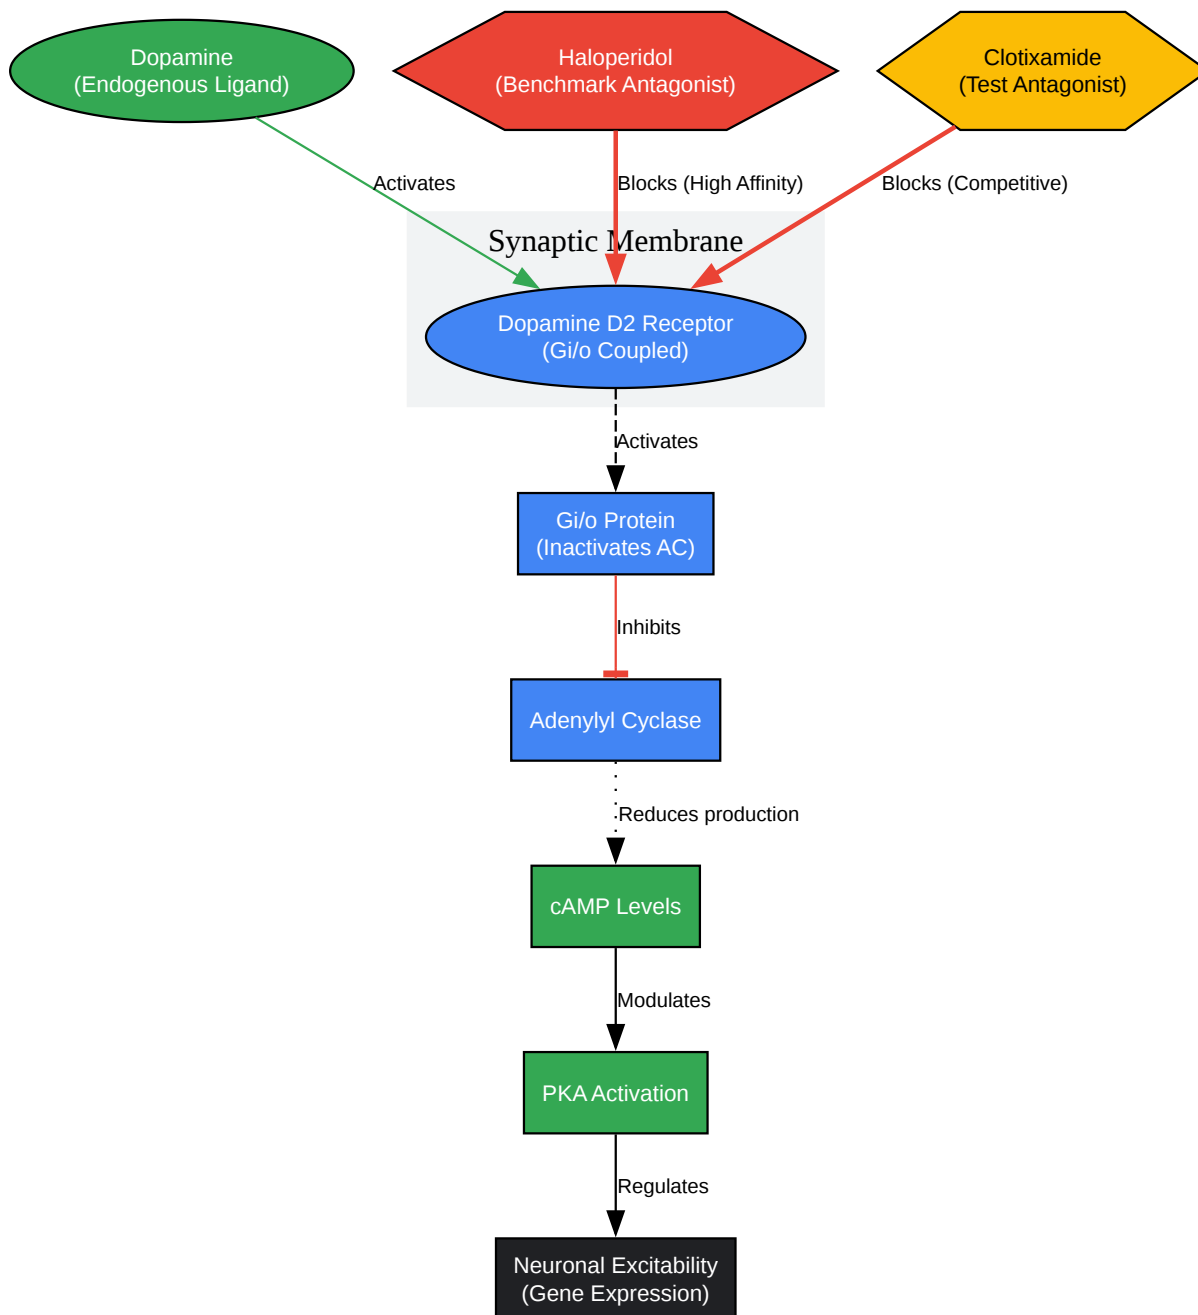 Dopamine
(Endogenous Ligand)
Haloperidol
(Benchmark Antagonist)
Clotixamide
(Test Antagonist)
Activates
Blocks (High Affinity)
Blocks (Competitive)
Synaptic Membrane
Dopamine D2 Receptor
(Gi/o Coupled)
Activates
Gi/o Protein
(Inactivates AC)
Inhibits
Adenylyl Cyclase
Reduces production
cAMP Levels
Modulates
PKA Activation
Regulates
Neuronal Excitability
(Gene Expression)